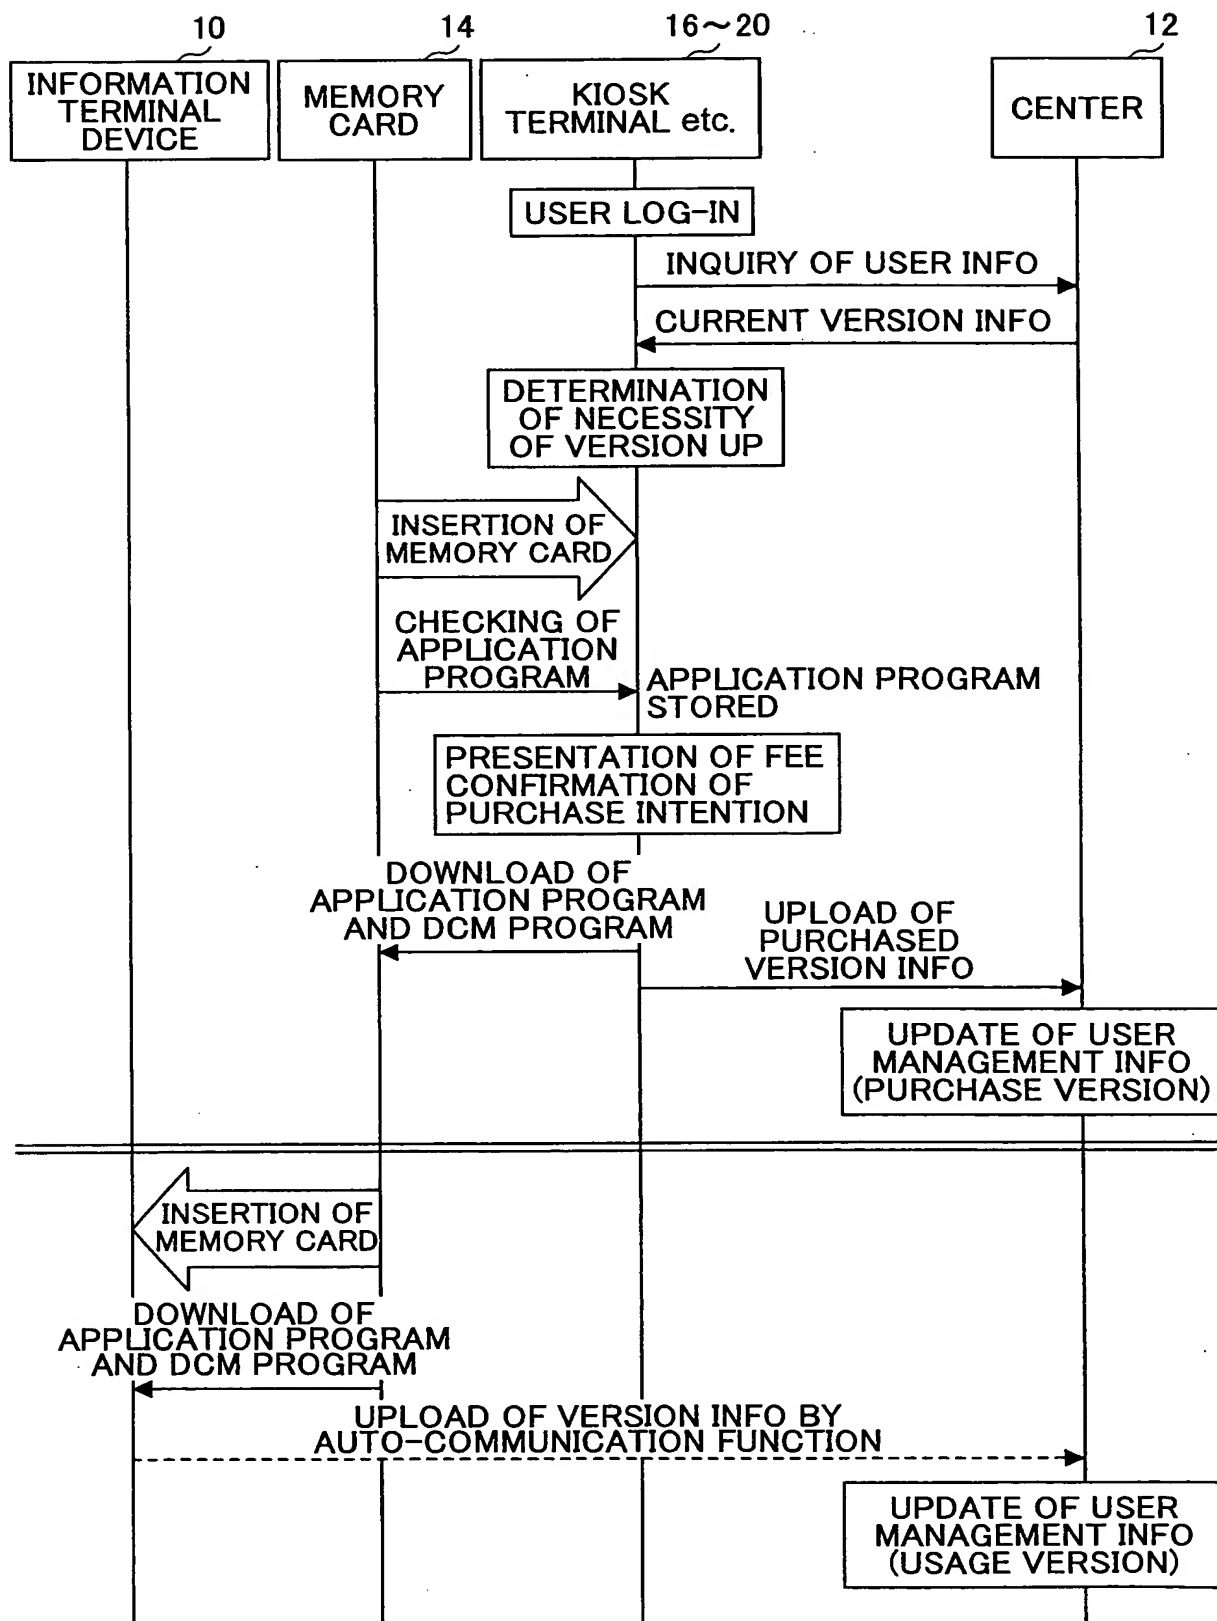 10
14
16～20
12
INFORMATION
TERMINAL
DEVICE
MEMORY
CARD
KIOSK
TERMINAL etc.
CENTER
USER LOG-IN
INQUIRY OF USER INFO
CURRENT VERSION INFO
DETERMINATION
OF NECESSITY
OF VERSION UP
INSERTION OF
MEMORY CARD
CHECKING OF
APPLICATION
PROGRAM
APPLICATION PROGRAM
STORED
PRESENTATION OF FEE
CONFIRMATION OF
PURCHASE INTENTION
DOWNLOAD OF
APPLICATION PROGRAM
AND DCM PROGRAM
UPLOAD OF
PURCHASED
VERSION INFO
UPDATE OF USER
MANAGEMENT INFO
(PURCHASE VERSION)
INSERTION OF
MEMORY CARD
DOWNLOAD OF
APPLICATION PROGRAM
AND DCM PROGRAM
UPLOAD OF VERSION INFO BY
AUTO-COMMUNICATION FUNCTION
UPDATE OF USER
MANAGEMENT INFO
(USAGE VERSION)